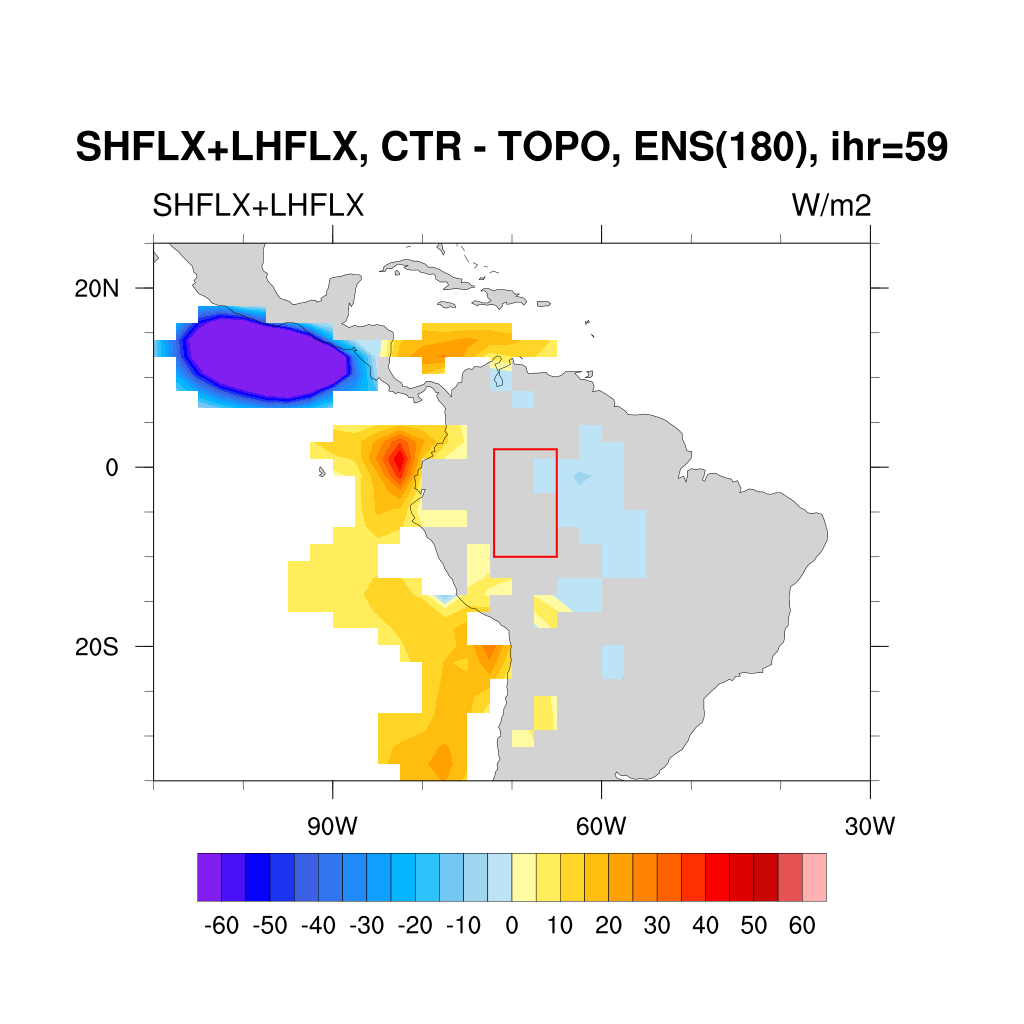 SHFLX+LHFLX, CTR - TOPO, ENS(180), ihr=59
SHFLX+LHFLX W/m2
20N
0
20S
90W 60W 30W
-60 -50 -40 -30 -20 -10 0 10 20 30 40 50 60